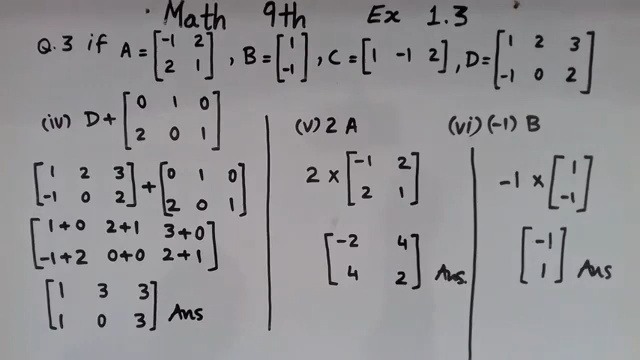 Math 9th Ex 1.3
Q.3 if A = [-1 2 2 1] , B = [1 -1] , C = [1 -1 2] , D = [1 2 3 -1 0 2]
(iv) D + [0 1 0 2 0 1]
[1 2 3 -1 0 2] + [0 1 0 2 0 1]
[1+0 2+1 3+0 -1+2 0+0 2+1]
[1 3 3 1 0 3] Ans
(v) 2 A
2 × [-1 2 2 1]
[-2 4 4 2] Ans.
(vi) (-1) B
-1 × [1 -1]
[-1 1] Ans